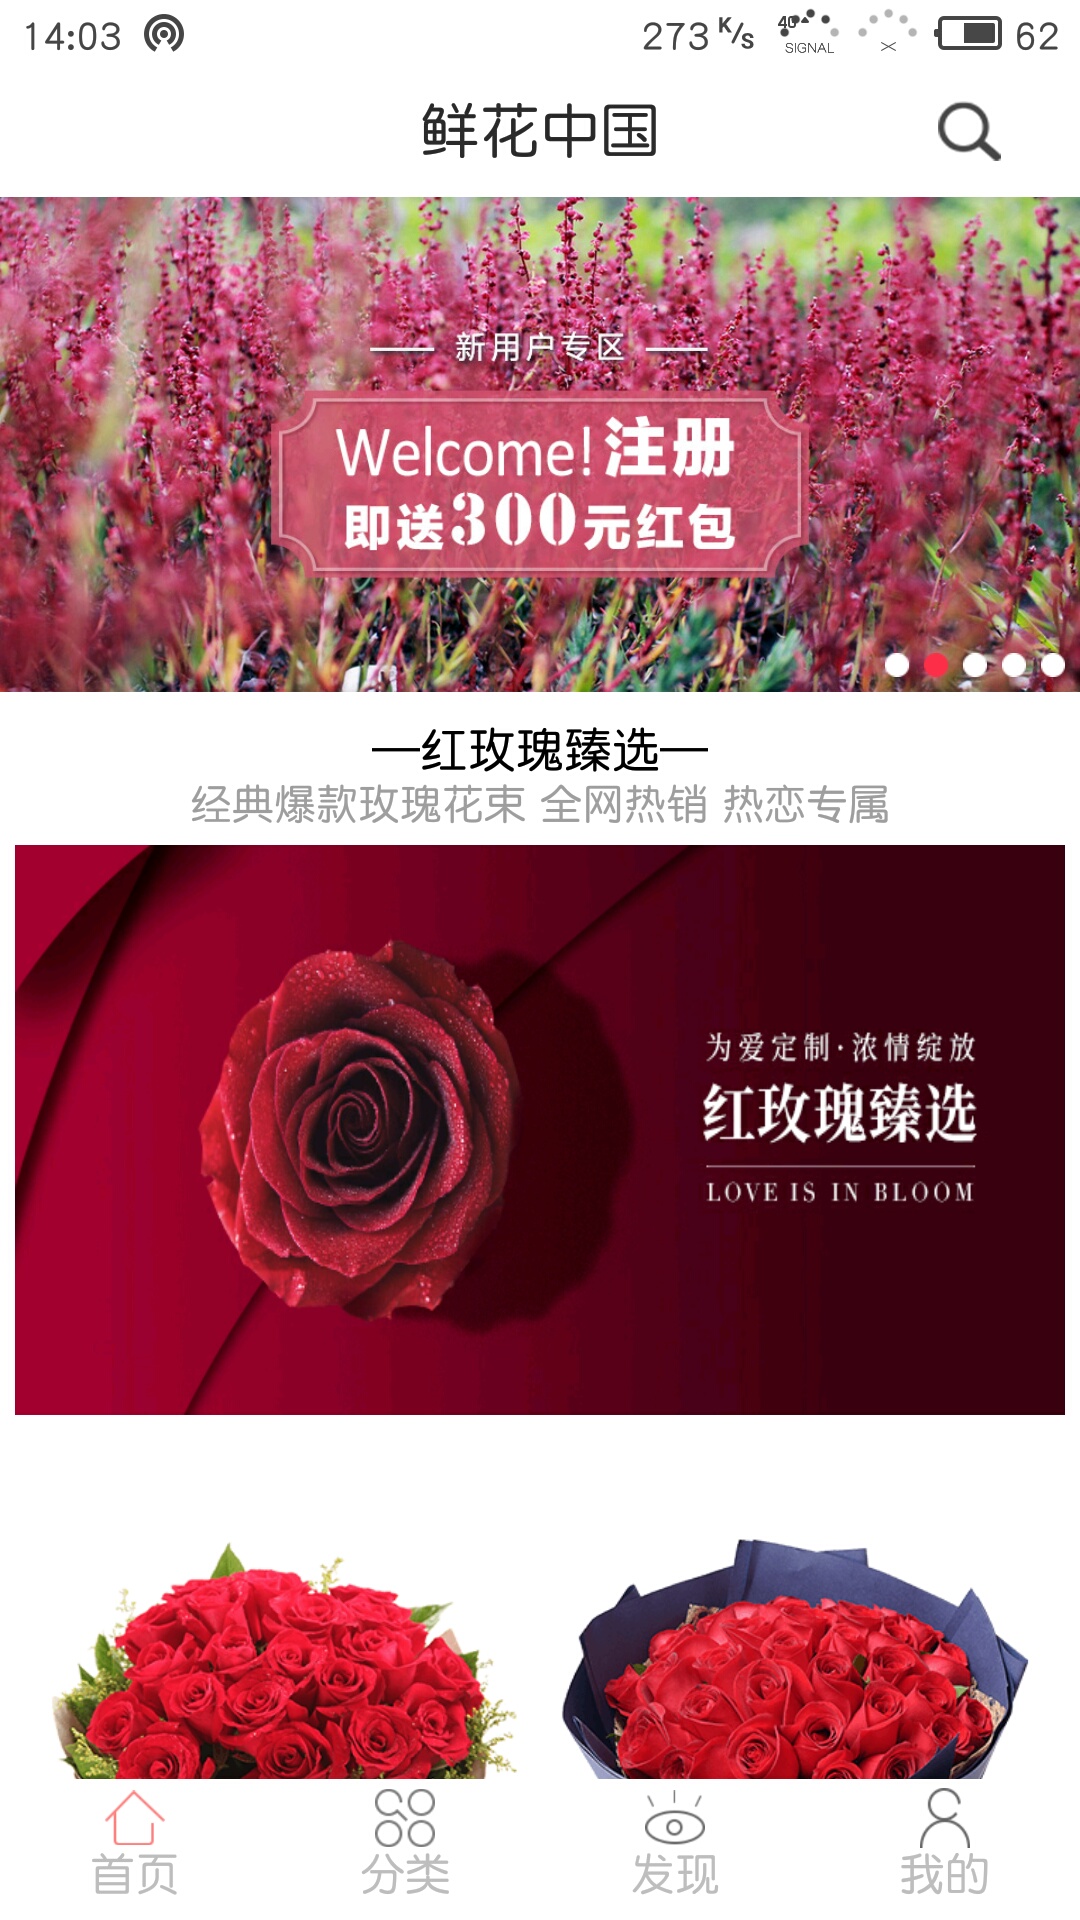 14:03
273 K/s
4G
SIGNAL
62
鲜花中国
新用户专区
Welcome!注册
即送300元红包
—红玫瑰臻选—
经典爆款玫瑰花束 全网热销 热恋专属
为爱定制·浓情绽放
红玫瑰臻选
LOVE IS IN BLOOM
首页 分类 发现 我的